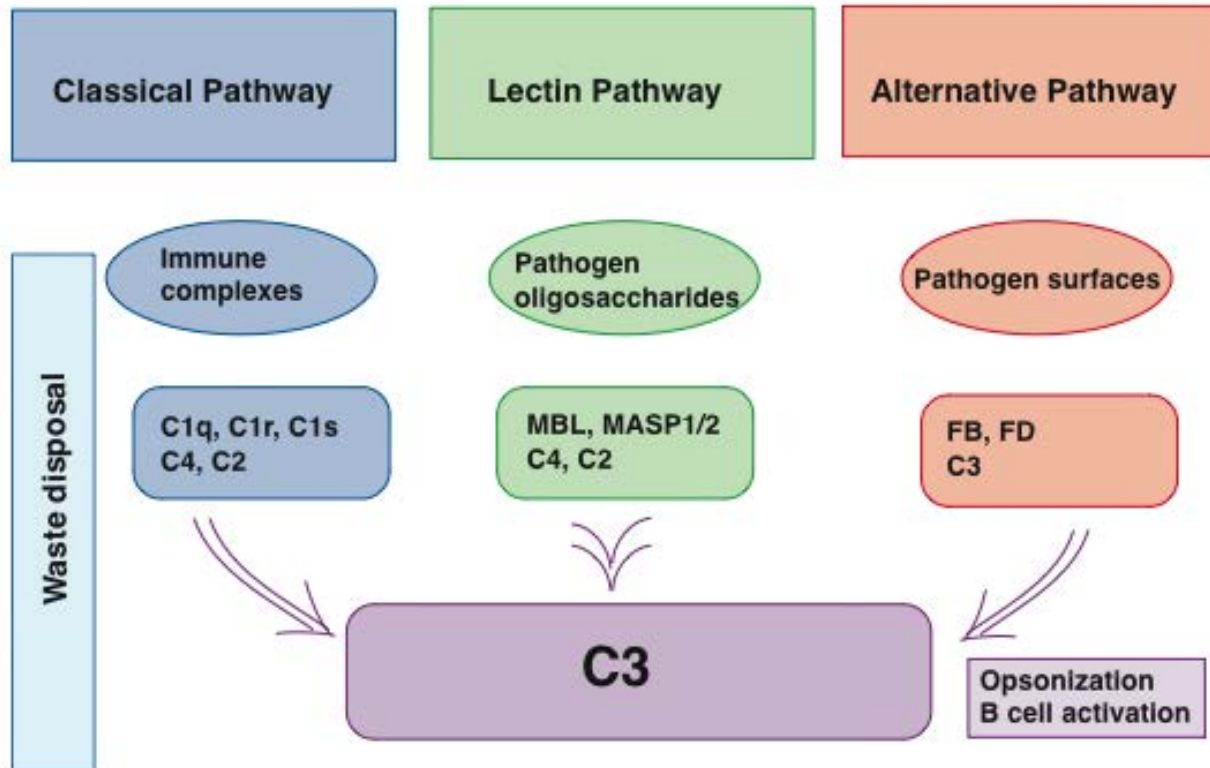 Classical Pathway
Lectin Pathway
Alternative Pathway
Immune
complexes
Pathogen
oligosaccharides
Pathogen surfaces
Waste disposal
C1q, C1r, C1s
C4, C2
MBL, MASP1/2
C4, C2
FB, FD
C3
C3
Opsonization
B cell activation